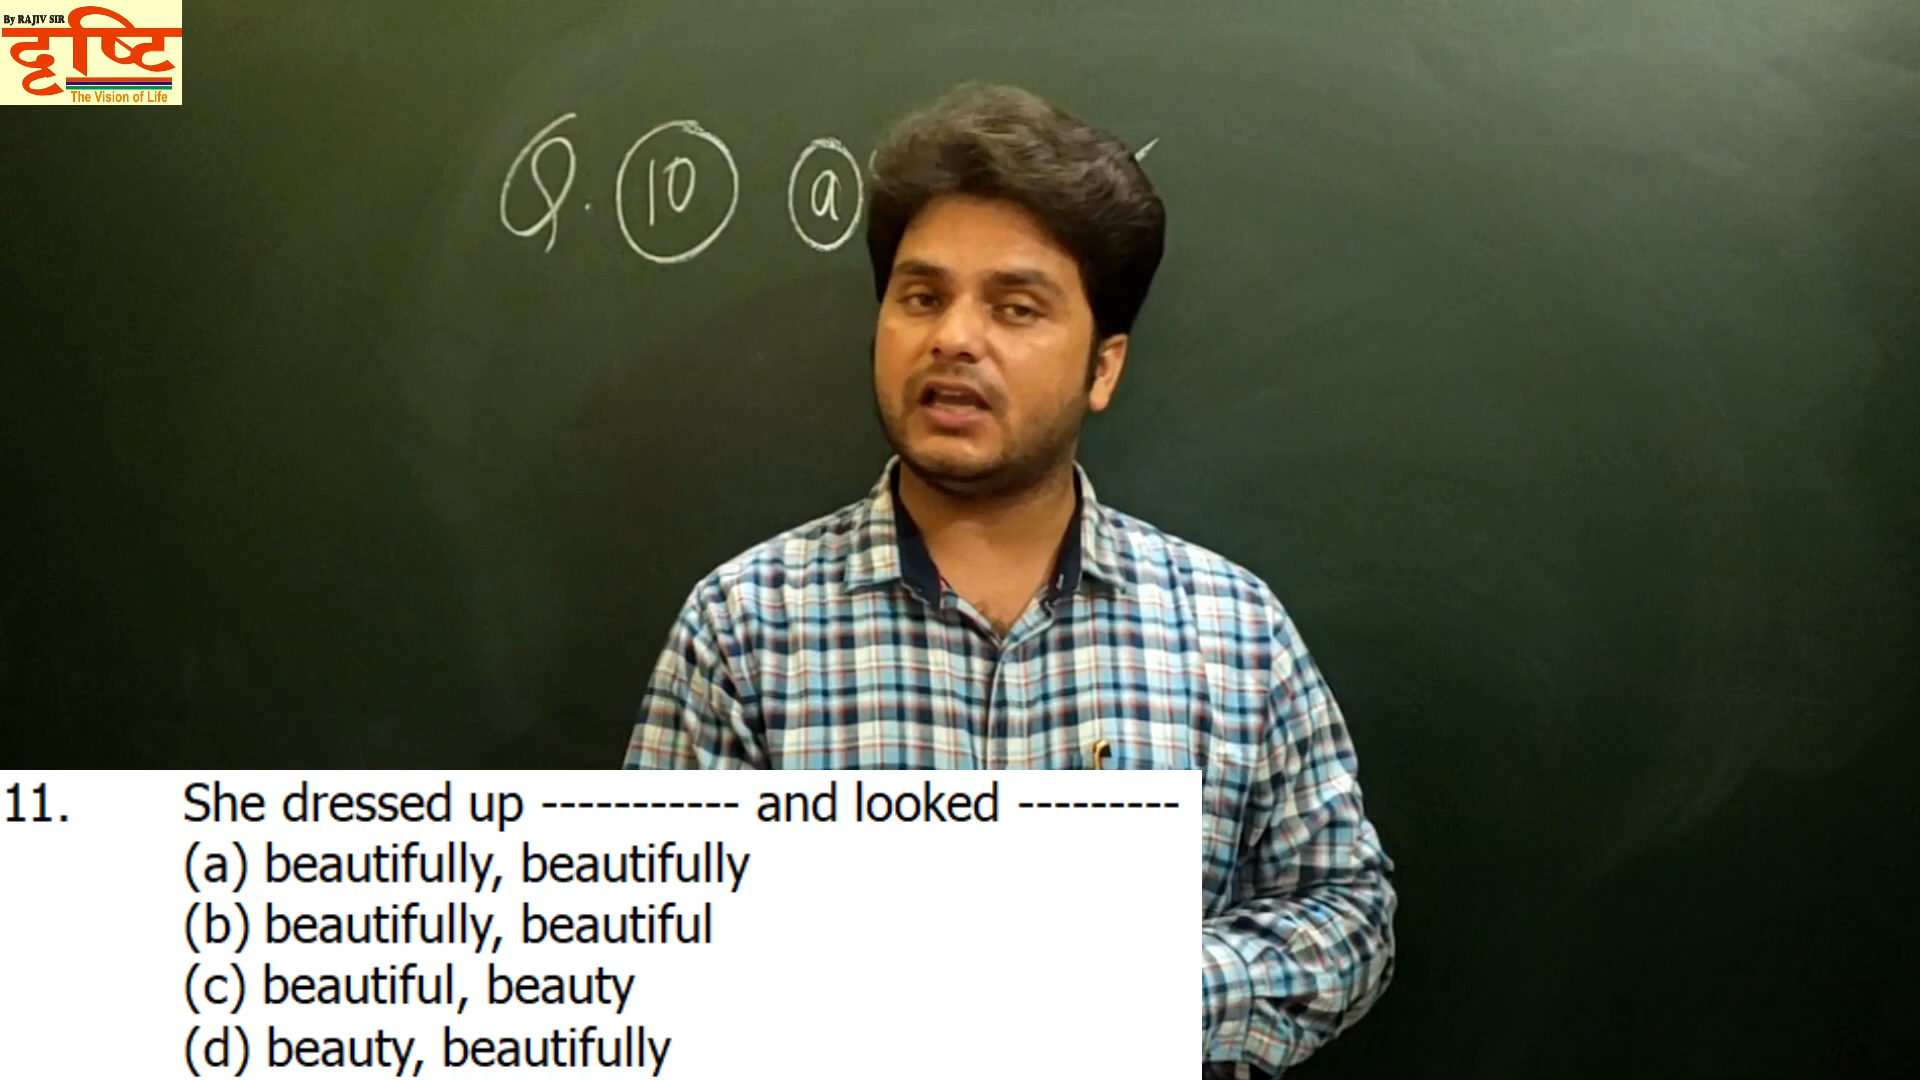 By RAJIV SIR
दृष्टि
The Vision of Life
Q. 10 a
11. She dressed up ----------- and looked ---------
(a) beautifully, beautifully
(b) beautifully, beautiful
(c) beautiful, beauty
(d) beauty, beautifully